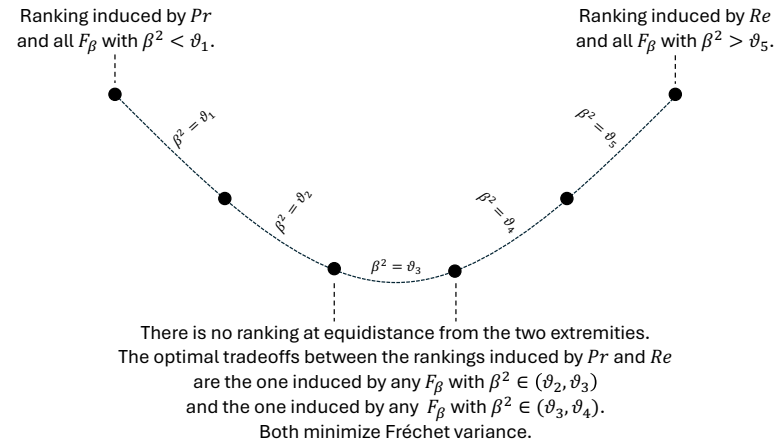 Ranking induced by 𝑃𝑟
and all 𝐹_β with β² < ϑ₁.
Ranking induced by 𝑅𝑒
and all 𝐹_β with β² > ϑ₅.
β² = ϑ₁
β² = ϑ₂
β² = ϑ₃
β² = ϑ₄
β² = ϑ₅
There is no ranking at equidistance from the two extremities.
The optimal tradeoffs between the rankings induced by 𝑃𝑟 and 𝑅𝑒
are the one induced by any 𝐹_β with β² ∈ (ϑ₂, ϑ₃)
and the one induced by any 𝐹_β with β² ∈ (ϑ₃, ϑ₄).
Both minimize Fréchet variance.